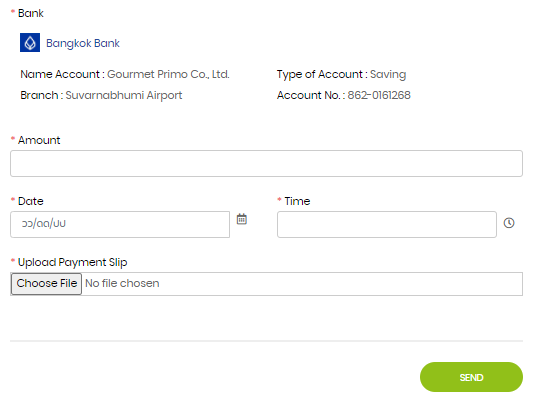 * Bank
Bangkok Bank
Name Account : Gourmet Primo Co., Ltd. Type of Account : Saving
Branch : Suvarnabhumi Airport Account No. : 862-0161268
* Amount
* Date * Time
วว/ดด/ปป
* Upload Payment Slip
Choose File No file chosen
SEND